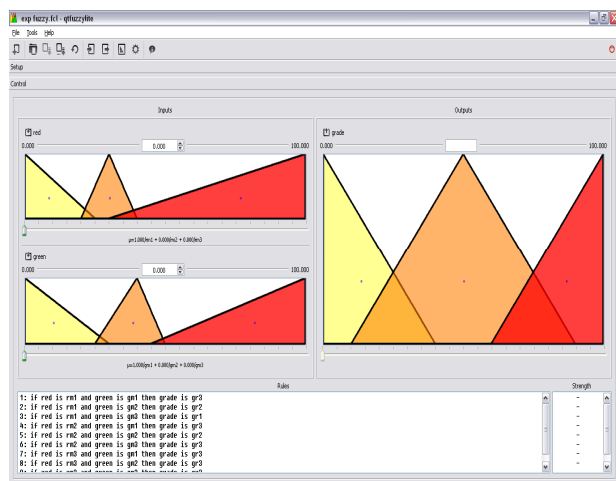 exp fuzzy.fcl - qtfuzzylite
File Tools Help
Setup
Control
Inputs
Outputs
red
0.000 0.000 100.000
μ=1.000/rm1 + 0.000/rm2 + 0.000/rm3
green
0.000 0.000 100.000
μ=1.000/gm1 + 0.000/gm2 + 0.000/gm3
grade
0.000 100.000
Rules
Strength
1: if red is rm1 and green is gm1 then grade is gr3
2: if red is rm1 and green is gm2 then grade is gr2
3: if red is rm1 and green is gm3 then grade is gr1
4: if red is rm2 and green is gm1 then grade is gr3
5: if red is rm2 and green is gm2 then grade is gr2
6: if red is rm2 and green is gm3 then grade is gr3
7: if red is rm3 and green is gm1 then grade is gr3
8: if red is rm3 and green is gm2 then grade is gr3